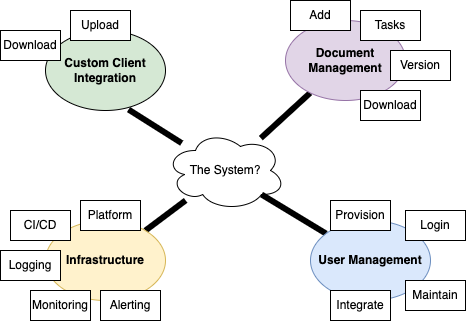 Upload
Download
Custom Client
Integration
Add
Tasks
Document
Management
Version
Download
The System?
Platform
CI/CD
Logging
Infrastructure
Monitoring
Alerting
Provision
Login
User Management
Maintain
Integrate